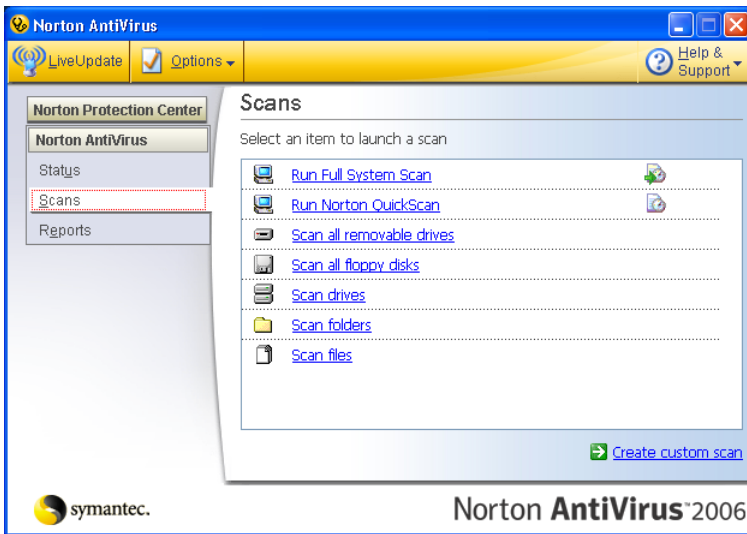 Norton AntiVirus
LiveUpdate Options Help & Support
Norton Protection Center
Norton AntiVirus
Status
Scans
Reports
Scans
Select an item to launch a scan
Run Full System Scan
Run Norton QuickScan
Scan all removable drives
Scan all floppy disks
Scan drives
Scan folders
Scan files
Create custom scan
symantec.
Norton AntiVirus™2006